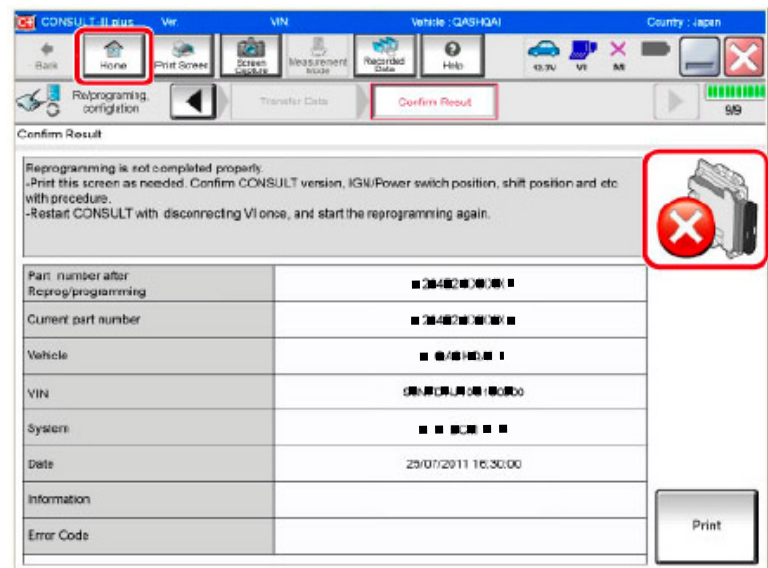 CONSULT-III plus Ver. VIN: Vehicle : QASHQAI Country : Japan
Back Home Print Screen Screen Capture Measurement Mode Recorded Data Help 12.3V VI MI
Re/programing, configlation Transfer Data Confirm Result 9/9
Confirm Result
Reprogramming is not completed properly.
-Print this screen as needed. Confirm CONSULT version, IGN/Power switch position, shift position and etc
with procedure.
-Restart CONSULT with disconnecting VI once, and start the reprogramming again.
Part number after
Reprog/programming
Current part number
Vehicle
VIN
System
Date 25/07/2011 16:30:00
Information
Error Code
Print